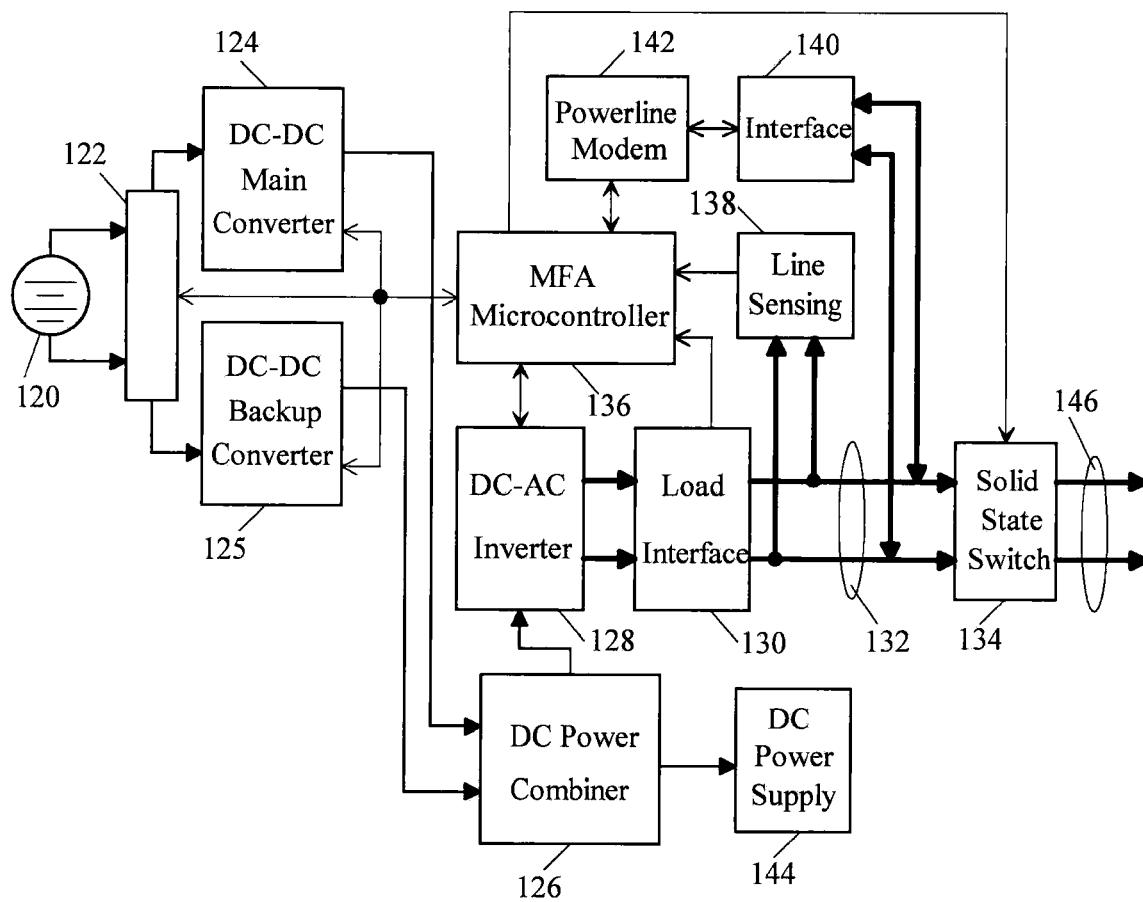 124
142
140
DC-DC
Main
Converter
Powerline
Modem
Interface
122
138
MFA
Microcontroller
Line
Sensing
DC-DC
Backup
Converter
120
136
146
DC-AC
Inverter
Load
Interface
Solid
State
Switch
125
128
130
132
134
DC Power
Combiner
DC
Power
Supply
126
144